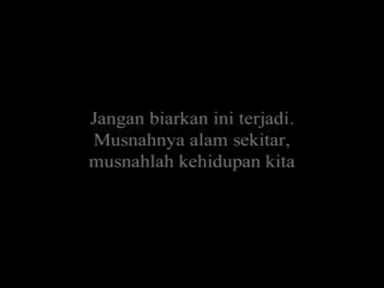 Jangan biarkan ini terjadi.
Musnahnya alam sekitar,
musnahlah kehidupan kita